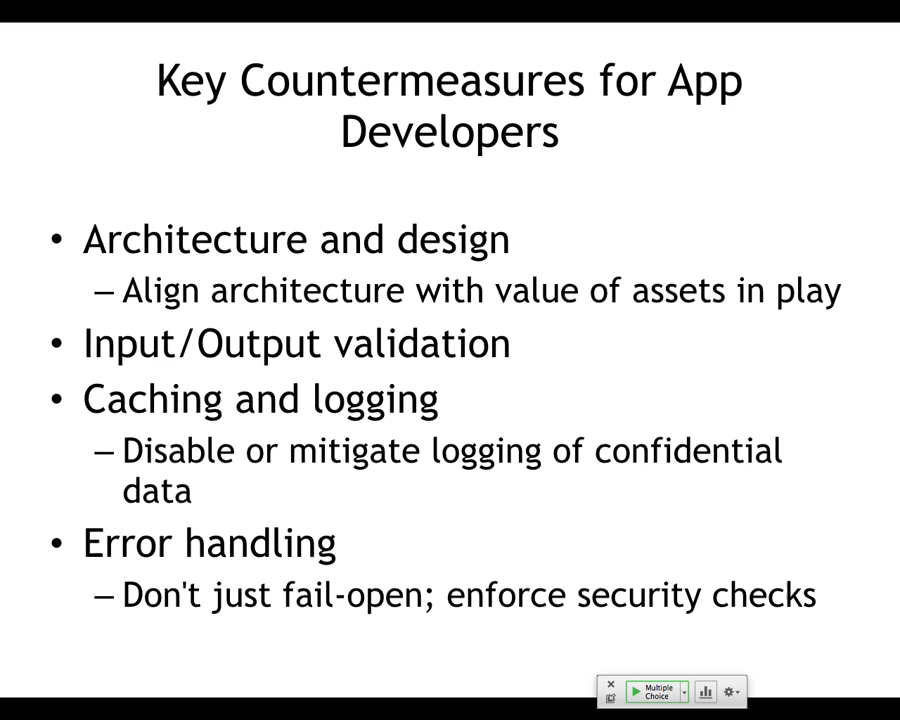 Key Countermeasures for App
Developers
• Architecture and design
– Align architecture with value of assets in play
• Input/Output validation
• Caching and logging
– Disable or mitigate logging of confidential
data
• Error handling
– Don't just fail-open; enforce security checks
Multiple
Choice